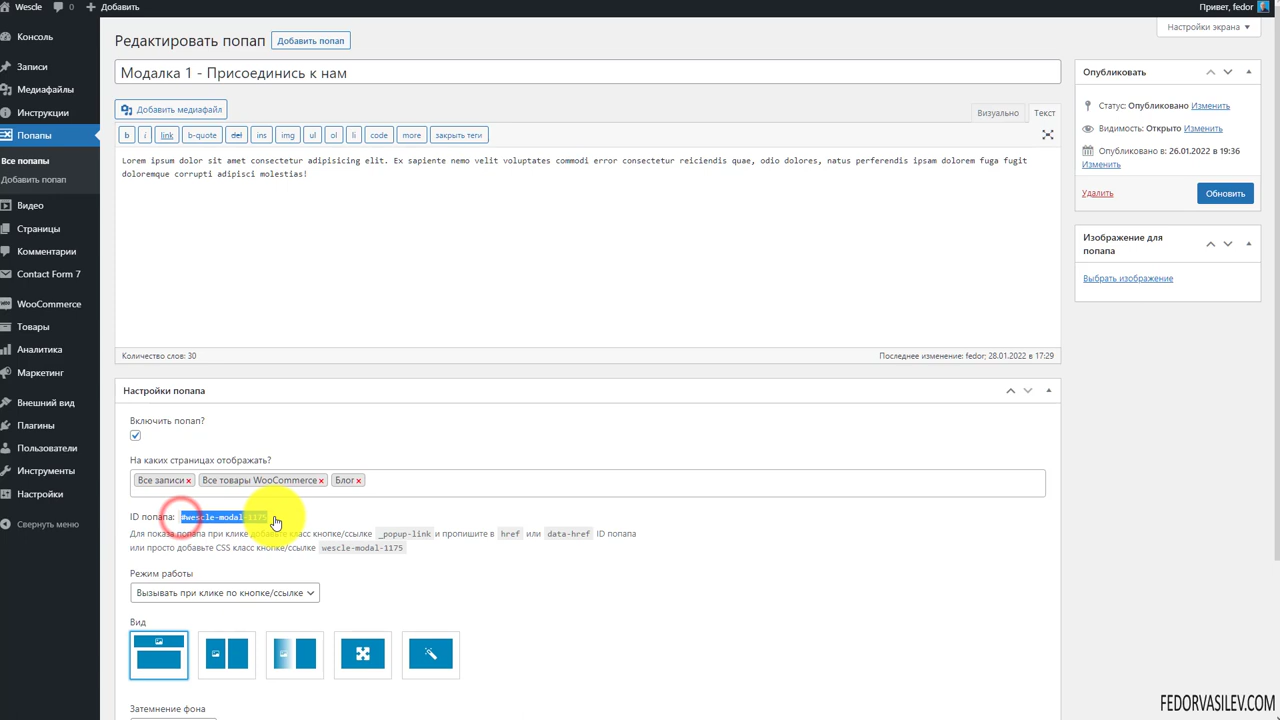 Wescle 0 Добавить Привет, fedor
Настройки экрана
Консоль
Записи
Медиафайлы
Инструкции
Попапы
Все попапы
Добавить попап
Видео
Страницы
Комментарии
Contact Form 7
WooCommerce
Товары
Аналитика
Маркетинг
Внешний вид
Плагины
Пользователи
Инструменты
Настройки
Свернуть меню
Редактировать попап Добавить попап
Модалка 1 - Присоединись к нам
Добавить медиафайл
Визуально Текст
b i link b-quote del ins img ul ol li code more закрыть теги
Lorem ipsum dolor sit amet consectetur adipisicing elit. Ex sapiente nemo velit voluptates commodi error consectetur reiciendis quae, odio dolores, natus perferendis ipsam dolorem fuga fugit
doloremque corrupti adipisci molestias!
Количество слов: 30 Последнее изменение: fedor; 28.01.2022 в 17:29
Настройки попапа
Включить попап?
На каких страницах отображать?
Все записи× Все товары WooCommerce× Блог×
ID попапа: #wescle-modal-1175
Для показа попапа при клике добавьте класс кнопке/ссылке _popup-link и пропишите в href или data-href ID попапа
или просто добавьте CSS класс кнопке/ссылке wescle-modal-1175
Режим работы
Вызывать при клике по кнопке/ссылке
Вид
Затемнение фона
Опубликовать
Статус: Опубликовано Изменить
Видимость: Открыто Изменить
Опубликовано в: 26.01.2022 в 19:36
Изменить
Удалить Обновить
Изображение для
попапа
Выбрать изображение
FEDORVASILEV.COM